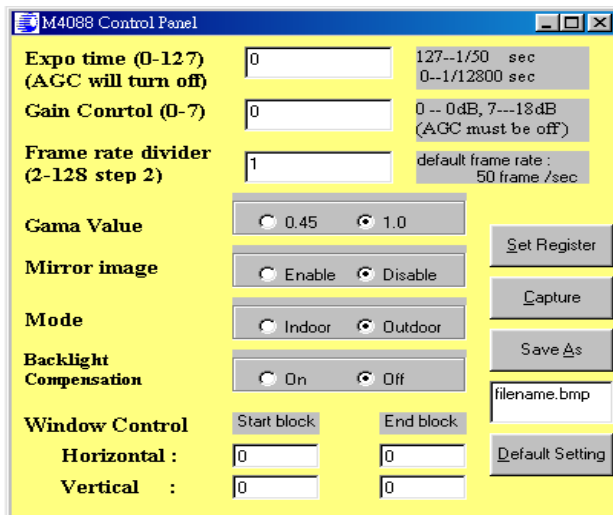 M4088 Control Panel
Expo time (0-127)
(AGC will turn off)
0
127--1/50 sec
0--1/12800 sec
Gain Conrtol (0-7)
0
0 -- 0dB, 7---18dB
(AGC must be off)
Frame rate divider
(2-128 step 2)
1
default frame rate :
50 frame /sec
Gama Value
0.45
1.0
Set Register
Mirror image
Enable
Disable
Capture
Mode
Indoor
Outdoor
Save As
Backlight
Compensation
On
Off
filename.bmp
Window Control
Start block
End block
Horizontal :
0
0
Default Setting
Vertical :
0
0